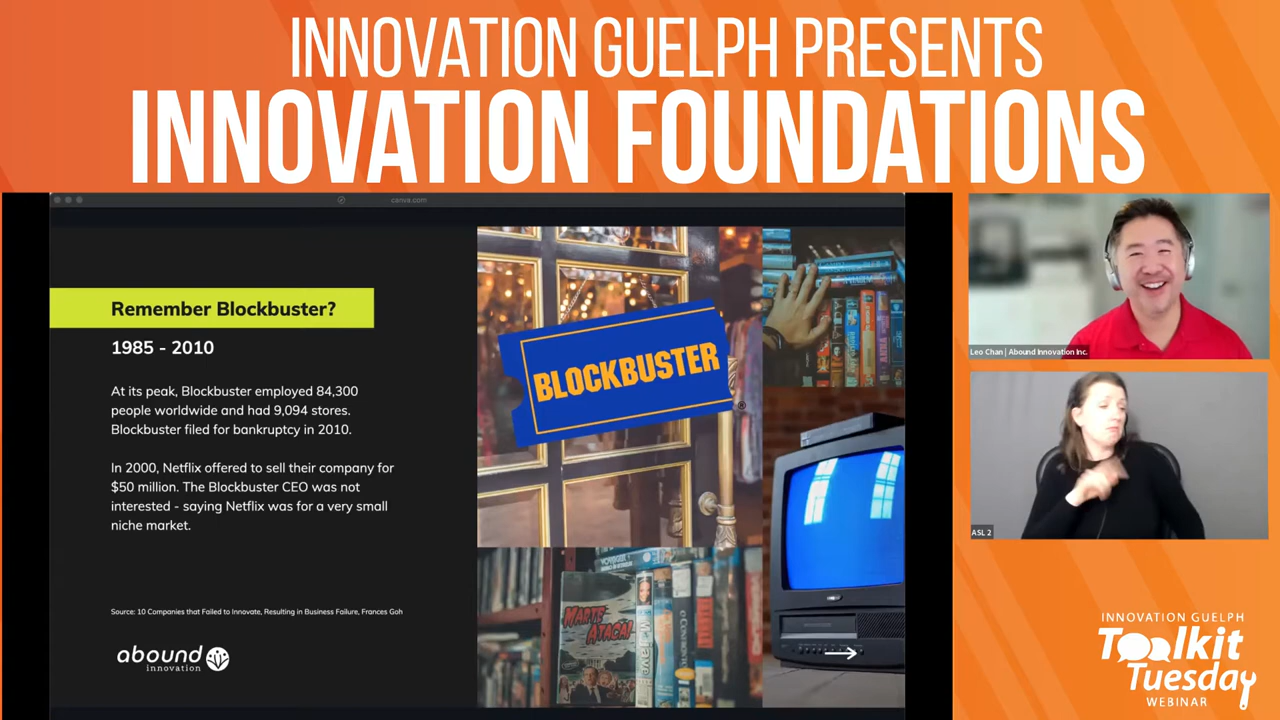 INNOVATION GUELPH PRESENTS
INNOVATION FOUNDATIONS
canva.com
Remember Blockbuster?
1985 - 2010
At its peak, Blockbuster employed 84,300
people worldwide and had 9,094 stores.
Blockbuster filed for bankruptcy in 2010.
In 2000, Netflix offered to sell their company for
$50 million. The Blockbuster CEO was not
interested - saying Netflix was for a very small
niche market.
Source: 10 Companies that Failed to Innovate, Resulting in Business Failure, Frances Goh
abound
innovation
BLOCKBUSTER
®
MARTS
ATACA!
Leo Chan | Abound Innovation Inc.
ASL 2
INNOVATION GUELPH
Toolkit
Tuesday
WEBINAR